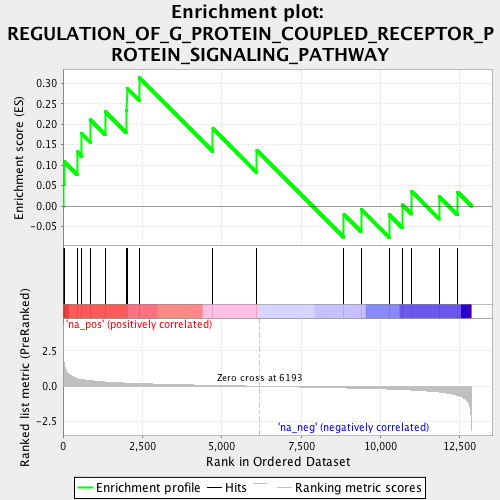 Enrichment plot:
REGULATION_OF_G_PROTEIN_COUPLED_RECEPTOR_P
ROTEIN_SIGNALING_PATHWAY
Enrichment score (ES)
0.30
0.25
0.20
0.15
0.10
0.05
0.00
-0.05
'na_pos' (positively correlated)
Ranked list metric (PreRanked)
2.5
0.0
-2.5
Zero cross at 6193
'na_neg' (negatively correlated)
0
2,500
5,000
7,500
10,000
12,500
Rank in Ordered Dataset
Enrichment profile
Hits
Ranking metric scores